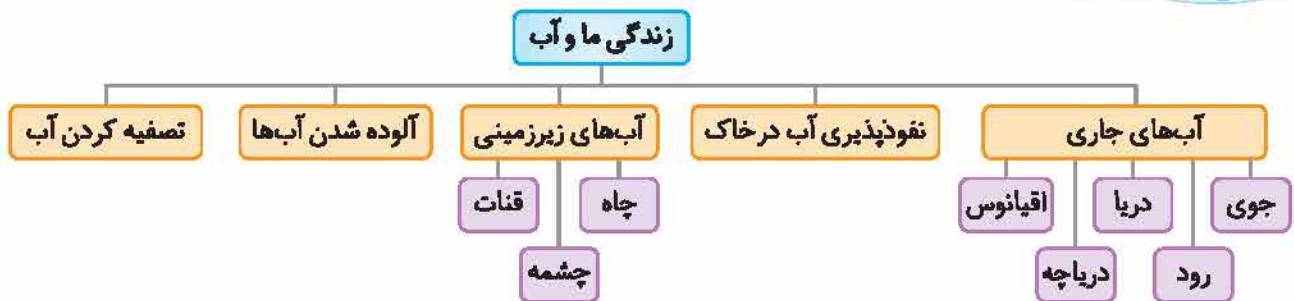 زندگی ما و آب
آب‌های جاری
نفوذپذیری آب در خاک
آب‌های زیرزمینی
آلوده شدن آب‌ها
تصفیه کردن آب
جوی
دریا
اقیانوس
چاه
قنات
رود
دریاچه
چشمه